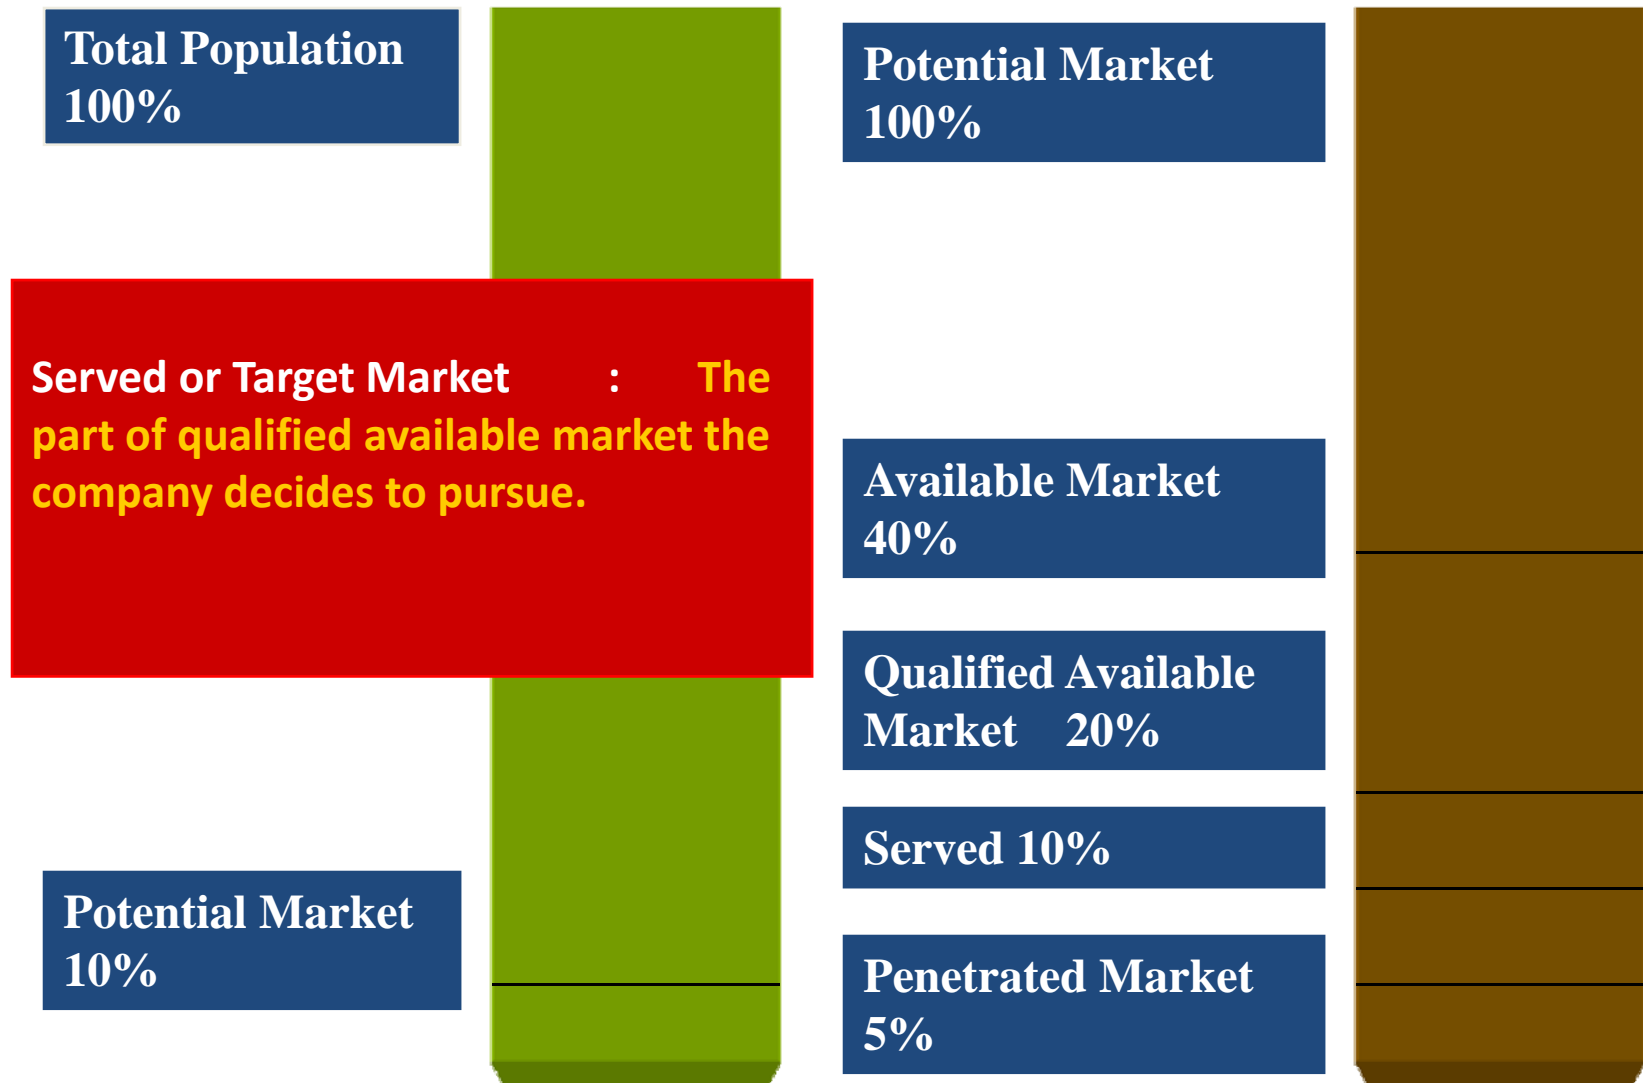 Total Population
100%
Served or Target Market : The
part of qualified available market the
company decides to pursue.
Potential Market
10%
Potential Market
100%
Available Market
40%
Qualified Available
Market 20%
Served 10%
Penetrated Market
5%